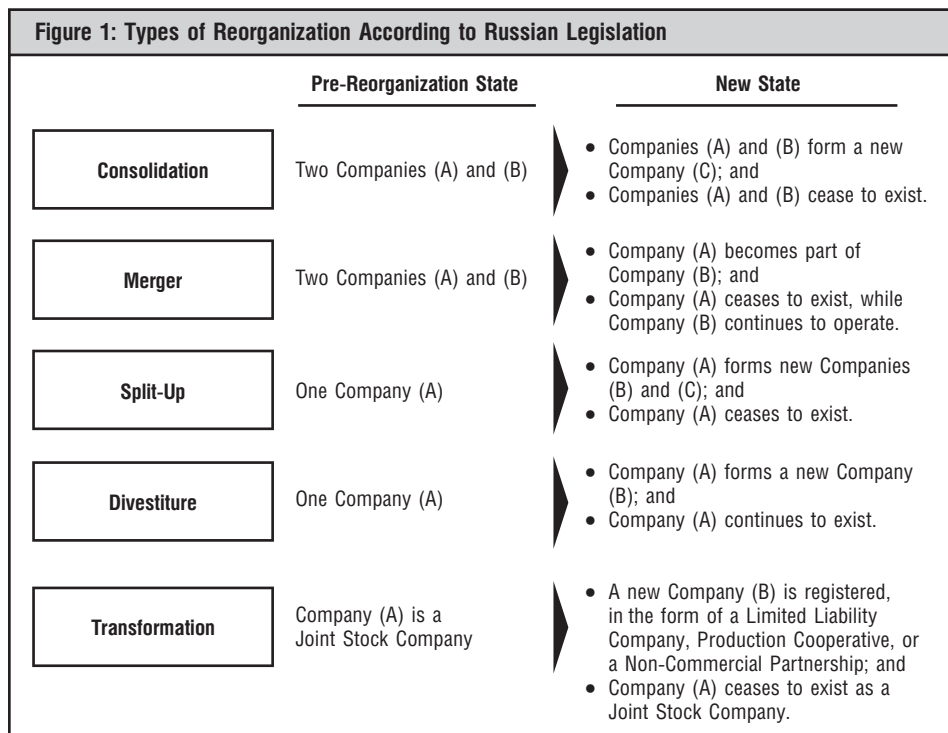 Figure 1: Types of Reorganization According to Russian Legislation
Pre-Reorganization State
New State
Consolidation
Two Companies (A) and (B)
• Companies (A) and (B) form a new
Company (C); and
• Companies (A) and (B) cease to exist.
Merger
Two Companies (A) and (B)
• Company (A) becomes part of
Company (B); and
• Company (A) ceases to exist, while
Company (B) continues to operate.
Split-Up
One Company (A)
• Company (A) forms new Companies
(B) and (C); and
• Company (A) ceases to exist.
Divestiture
One Company (A)
• Company (A) forms a new Company
(B); and
• Company (A) continues to exist.
Transformation
Company (A) is a
Joint Stock Company
• A new Company (B) is registered,
in the form of a Limited Liability
Company, Production Cooperative, or
a Non-Commercial Partnership; and
• Company (A) ceases to exist as a
Joint Stock Company.